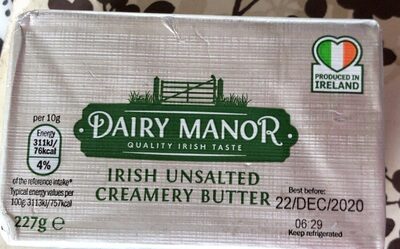 PRODUCED IN
IRELAND
per 10g
Energy
311kJ/
76kcal
4%
of the reference intake*
Typical energy values per
100g: 3113kJ/757kcal
227g e
DAIRY MANOR
QUALITY IRISH TASTE
IRISH UNSALTED
CREAMERY BUTTER
Best before:
22/DEC/2020
06:29
Keep refrigerated